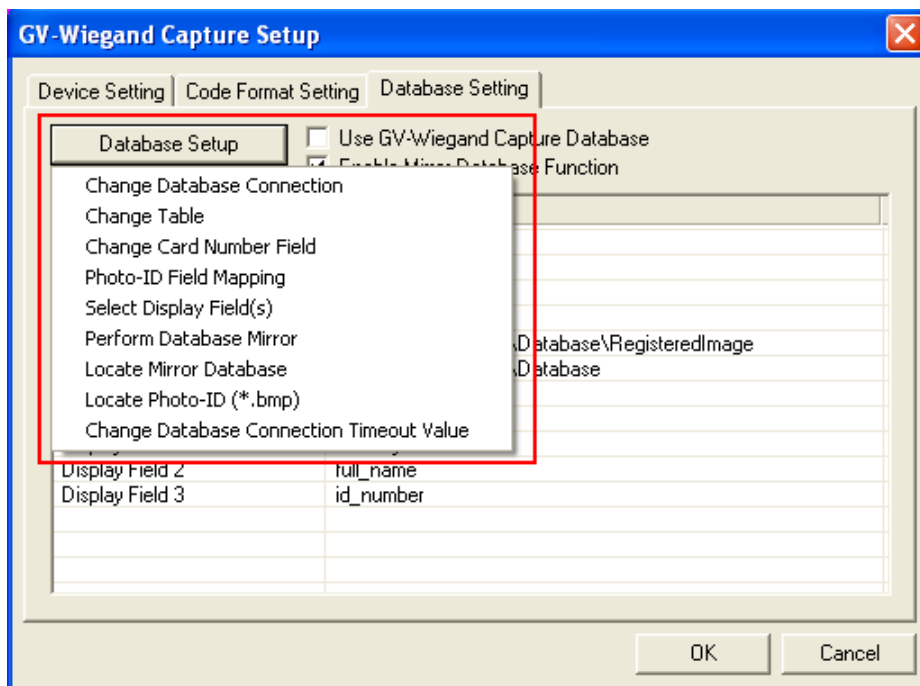 GV-Wiegand Capture Setup
Device Setting Code Format Setting Database Setting
Database Setup Use GV-Wiegand Capture Database
Database Function
Change Database Connection
Change Table
Change Card Number Field
Photo-ID Field Mapping
Select Display Field(s)
Perform Database Mirror
\Database\RegisteredImage
Locate Mirror Database
\Database
Locate Photo-ID (*.bmp)
Change Database Connection Timeout Value
Display Field 2 full_name
Display Field 3 id_number
OK Cancel